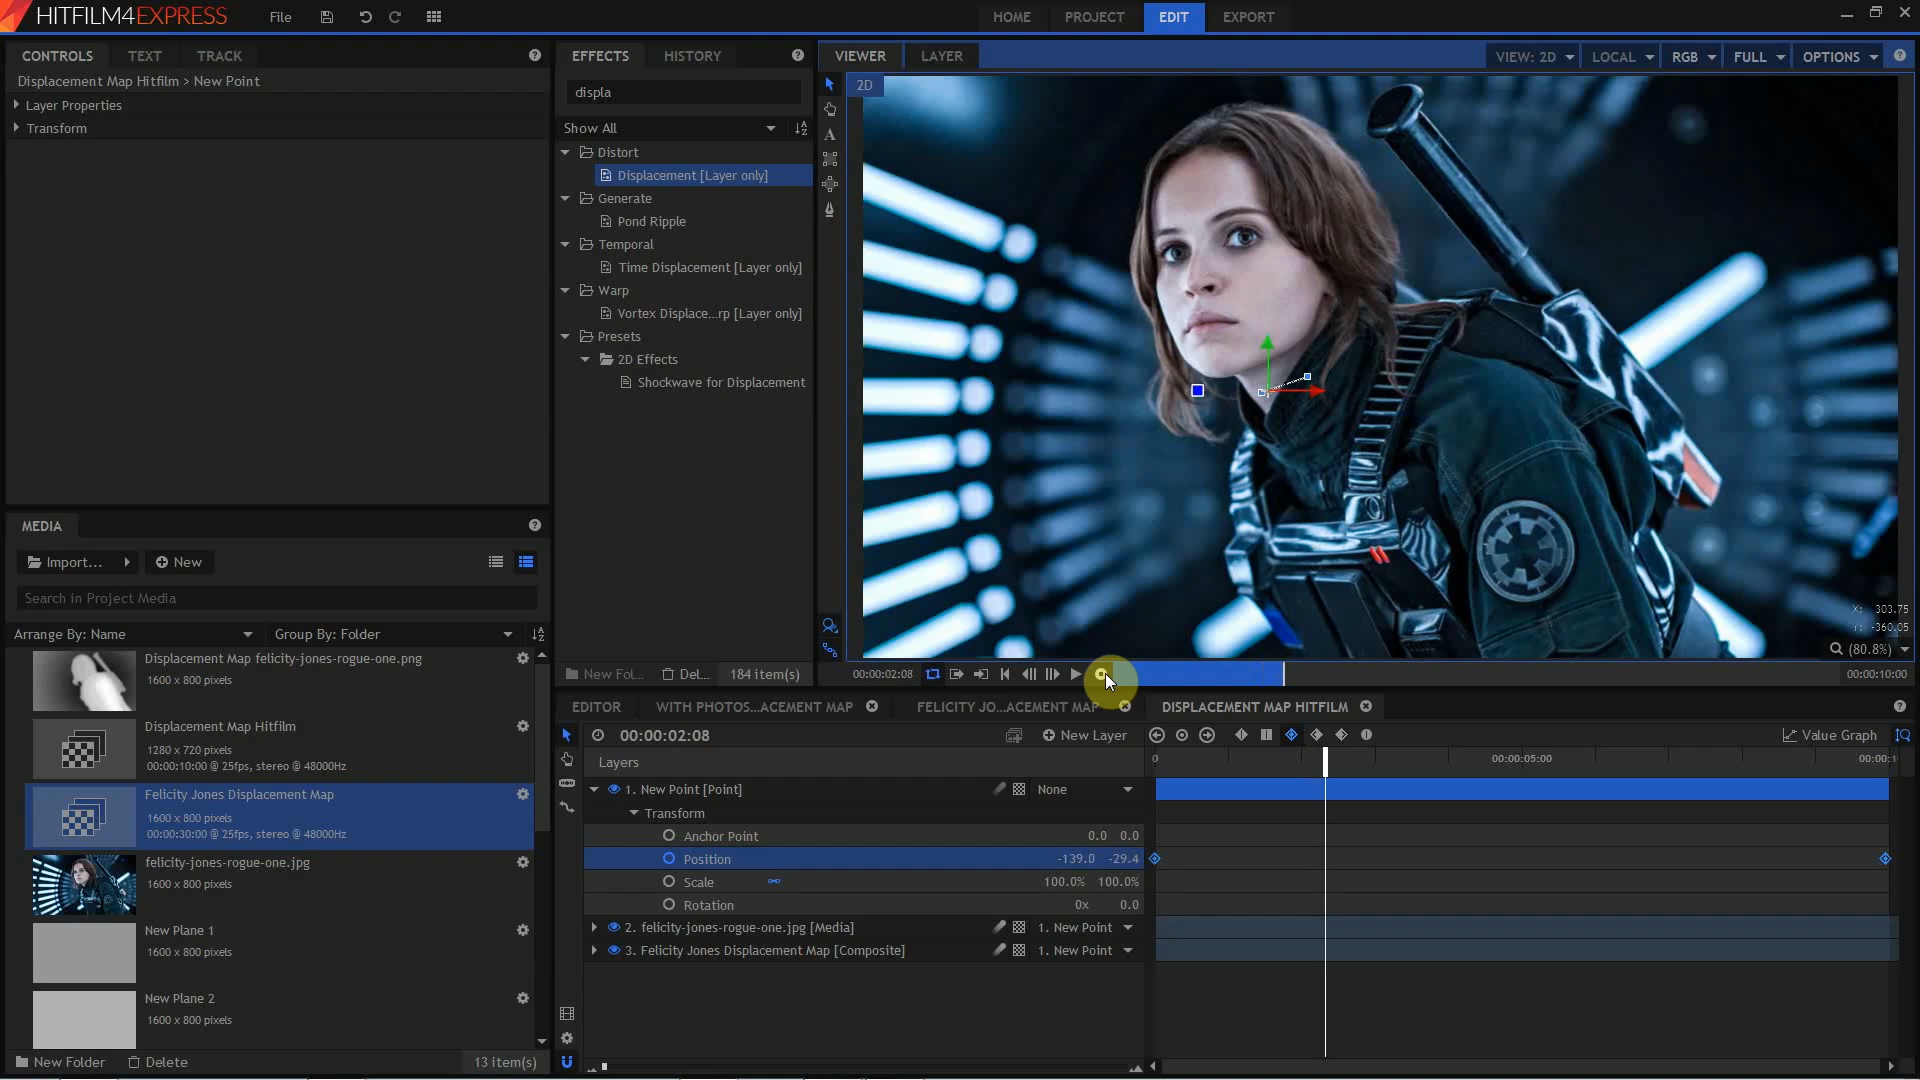 HITFILM4EXPRESS
File
HOME
PROJECT
EDIT
EXPORT
CONTROLS
TEXT
TRACK
Displacement Map Hitfilm > New Point
Layer Properties
Transform
EFFECTS
HISTORY
displa
Show All
Distort
Displacement [Layer only]
Generate
Pond Ripple
Temporal
Time Displacement [Layer only]
Warp
Vortex Displace...rp [Layer only]
Presets
2D Effects
Shockwave for Displacement
New Fol...
Del...
184 item(s)
VIEWER
LAYER
VIEW: 2D
LOCAL
RGB
FULL
OPTIONS
2D
X: 303.75
Y: -360.05
(80.8%)
00:00:02:08
00:00:10:00
MEDIA
Import...
New
Search in Project Media
Arrange By: Name
Group By: Folder
Displacement Map felicity-jones-rogue-one.png
1600 x 800 pixels
Displacement Map Hitfilm
1280 x 720 pixels
00:00:10:00 @ 25fps, stereo @ 48000Hz
Felicity Jones Displacement Map
1600 x 800 pixels
00:00:30:00 @ 25fps, stereo @ 48000Hz
felicity-jones-rogue-one.jpg
1600 x 800 pixels
New Plane 1
1600 x 800 pixels
New Plane 2
1600 x 800 pixels
New Folder
Delete
13 item(s)
EDITOR
WITH PHOTOS...ACEMENT MAP
FELICITY JO...ACEMENT MAP
DISPLACEMENT MAP HITFILM
00:00:02:08
New Layer
Value Graph
Layers
0
00:00:05:00
00:00:1
1. New Point [Point]
None
Transform
Anchor Point
0.0 0.0
Position
-139.0 -29.4
Scale
100.0% 100.0%
Rotation
0x 0.0
2. felicity-jones-rogue-one.jpg [Media]
1. New Point
3. Felicity Jones Displacement Map [Composite]
1. New Point